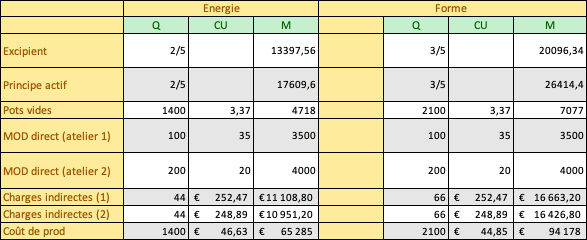 Energie Forme
Q CU M Q CU M
Excipient 2/5 13397,56 3/5 20096,34
Principe actif 2/5 17609,6 3/5 26414,4
Pots vides 1400 3,37 4718 2100 3,37 7077
MOD direct (atelier 1) 100 35 3500 100 35 3500
MOD direct (atelier 2) 200 20 4000 200 20 4000
Charges indirectes (1) 44 € 252,47 €11 108,80 66 € 252,47 € 16 663,20
Charges indirectes (2) 44 € 248,89 €10 951,20 66 € 248,89 € 16 426,80
Coût de prod 1400 € 46,63 € 65 285 2100 € 44,85 € 94 178